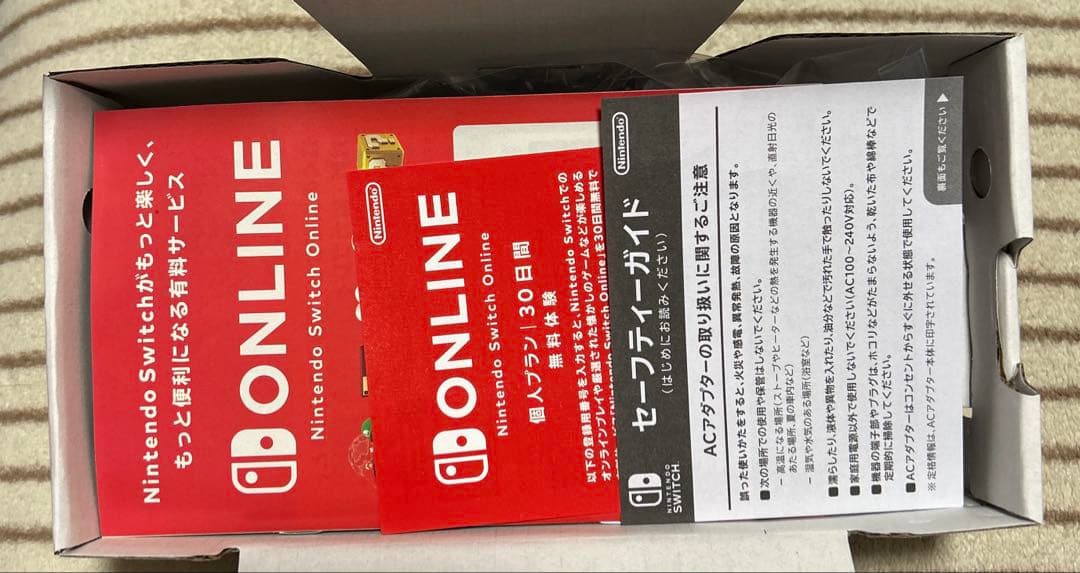 Nintendo Switchがもっと楽しく、
もっと便利になる有料サービス
ONLINE
Nintendo Switch Online
Nintendo
ONLINE
Nintendo Switch Online
個人プラン|30日間
無料体験
以下の登録用番号を入力すると、Nintendo Switchでの
オンラインプレイや厳選された懐かしのゲームなどが楽しめる
「Nintendo Switch Online」を30日間無料で
Nintendo
セーフティーガイド
(はじめにお読みください)
NINTENDO
SWITCH
ACアダプターの取り扱いに関するご注意
誤った使いかたをすると、火災や感電、異常発熱、故障の原因となります。
■次の場所での使用や保管はしないでください。
– 高温になる場所(ストーブやヒーターなどの熱を発生する機器の近くや、直射日光の
あたる場所、夏の車内など)
– 湿気や水気のある場所(浴室など)
■濡らしたり、液体や異物を入れたり、油分などで汚れた手で触ったりしないでください。
■家庭用電源以外で使用しないでください(AC100~240V対応)。
■機器の端子部やプラグは、ホコリなどがたまらないよう、乾いた布や綿棒などで
定期的に掃除してください。
■ACアダプターはコンセントからすぐに外せる状態で使用してください。
※定格情報は、ACアダプター本体に印字されています。
裏面もご覧ください▶